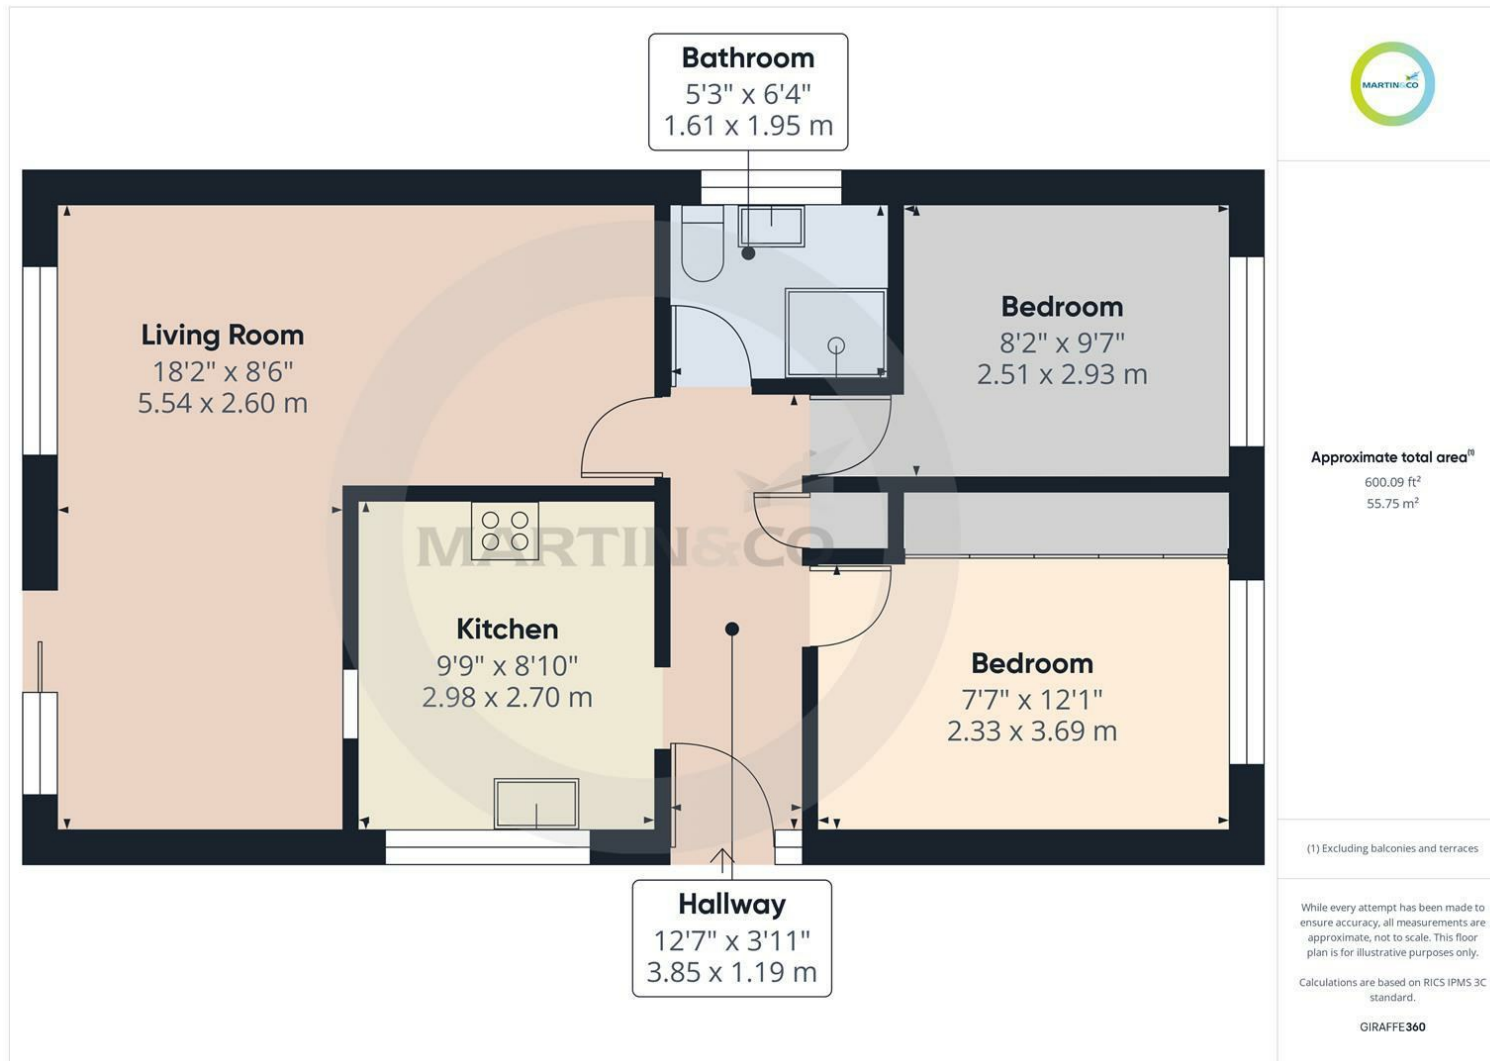 Bathroom
5'3" x 6'4"
1.61 x 1.95 m
Living Room
18'2" x 8'6"
5.54 x 2.60 m
Bedroom
8'2" x 9'7"
2.51 x 2.93 m
MARTIN&CO
Kitchen
9'9" x 8'10"
2.98 x 2.70 m
Bedroom
7'7" x 12'1"
2.33 x 3.69 m
Hallway
12'7" x 3'11"
3.85 x 1.19 m
MARTIN&CO
Approximate total area(1)
600.09 ft²
55.75 m²
(1) Excluding balconies and terraces
While every attempt has been made to
ensure accuracy, all measurements are
approximate, not to scale. This floor
plan is for illustrative purposes only.
Calculations are based on RICS IPMS 3C
standard.
GIRAFFE360